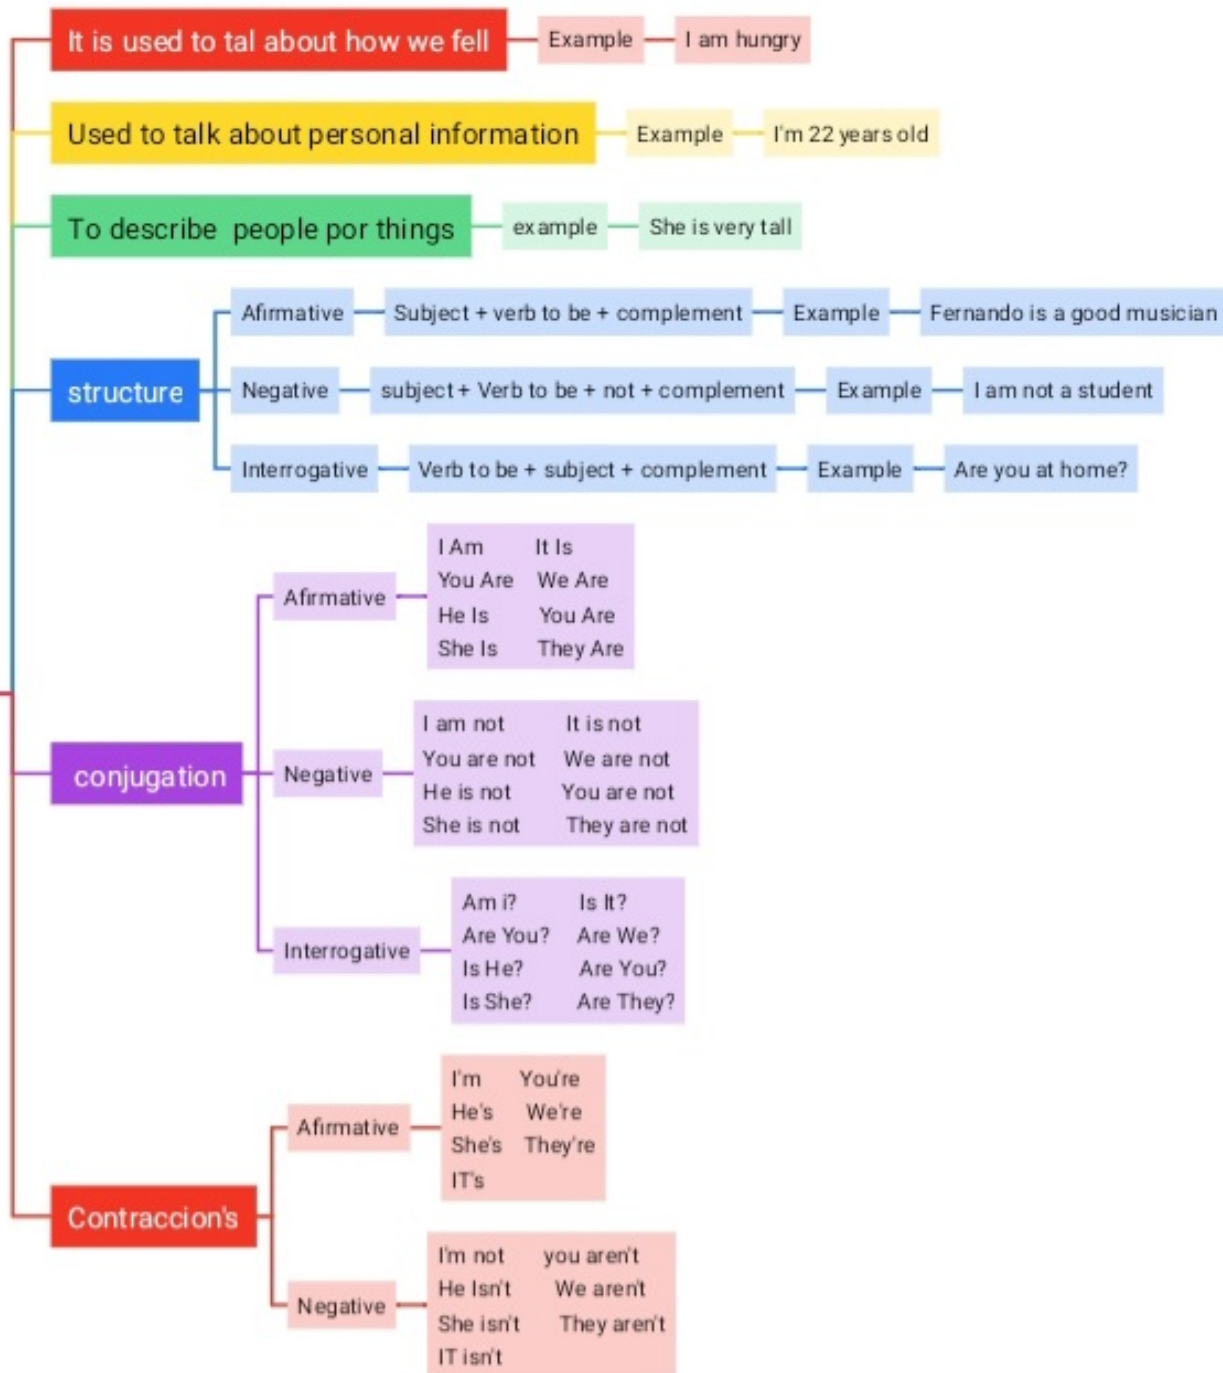 It is used to tal about how we fell
Example
I am hungry
Used to talk about personal information
Example
I'm 22 years old
To describe people por things
example
She is very tall
structure
Afirmative
Subject + verb to be + complement
Example
Fernando is a good musician
Negative
subject + Verb to be + not + complement
Example
I am not a student
Interrogative
Verb to be + subject + complement
Example
Are you at home?
conjugation
Afirmative
I Am It Is
You Are We Are
He Is You Are
She Is They Are
Negative
I am not It is not
You are not We are not
He is not You are not
She is not They are not
Interrogative
Am i? Is It?
Are You? Are We?
Is He? Are You?
Is She? Are They?
Contraccion's
Afirmative
I'm You're
He's We're
She's They're
IT's
Negative
I'm not you aren't
He Isn't We aren't
She isn't They aren't
IT isn't